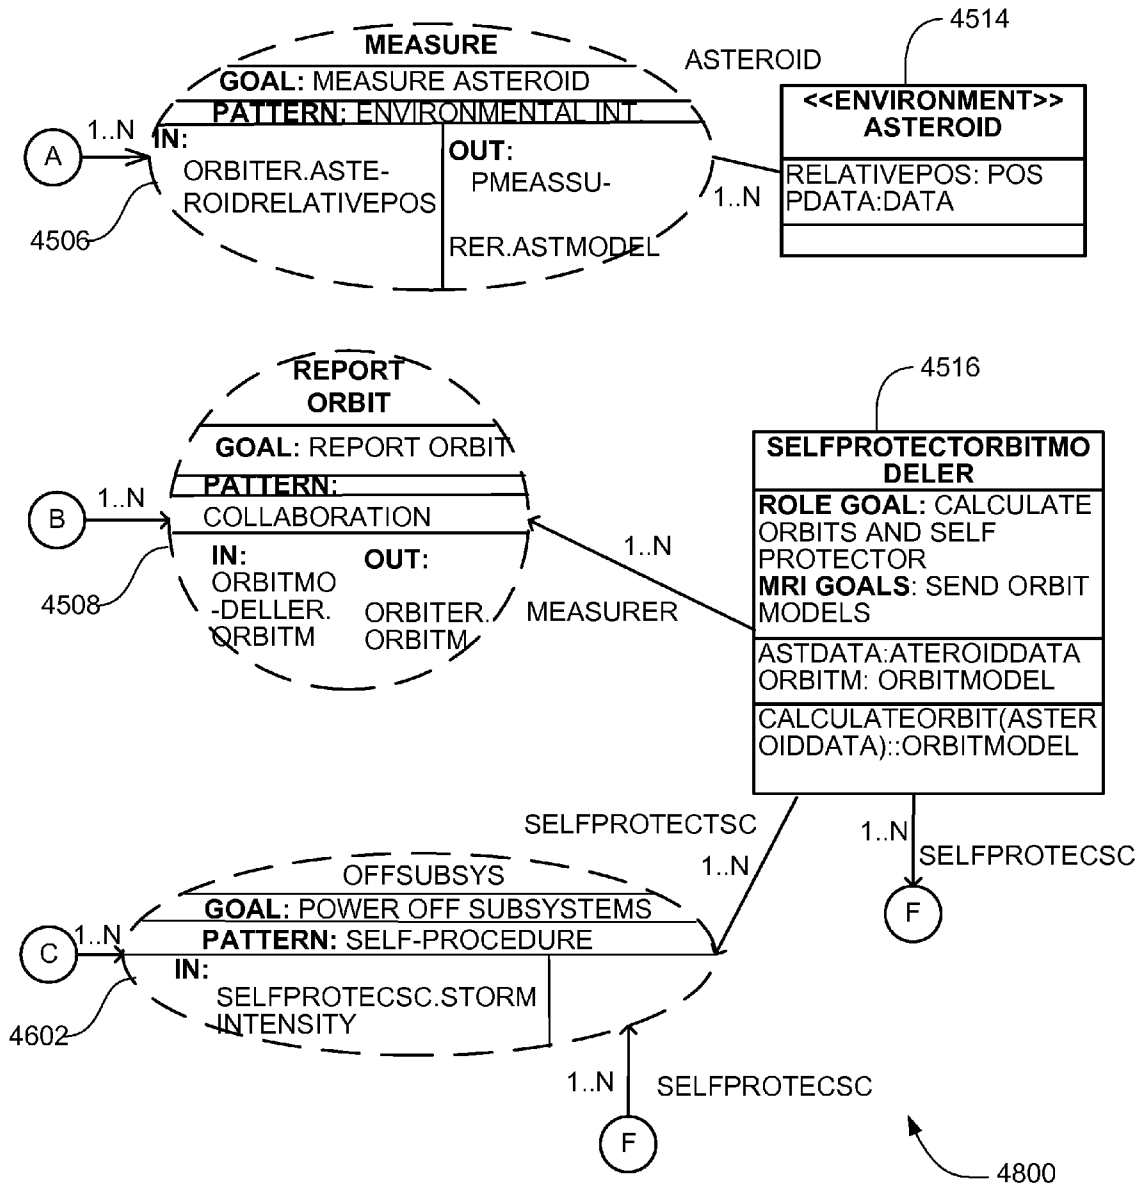 4514
MEASURE
ASTEROID
GOAL: MEASURE ASTEROID
<<ENVIRONMENT>>
ASTEROID
PATTERN: ENVIRONMENTAL INT.
1..N
A
IN:
ORBITER.ASTE-
ROIDRELATIVEPOS
OUT:
PMEASSU-
RER.ASTMODEL
1..N
RELATIVEPOS: POS
PDATA:DATA
4506
4516
REPORT
ORBIT
GOAL: REPORT ORBIT
PATTERN:
COLLABORATION
1..N
B
IN:
ORBITMO
-DELLER.
ORBITM
OUT:
ORBITER.
ORBITM
4508
1..N
MEASURER
SELFPROTECTORBITMO
DELER
ROLE GOAL: CALCULATE
ORBITS AND SELF
PROTECTOR
MRI GOALS: SEND ORBIT
MODELS
ASTDATA:ATEROIDDATA
ORBITM: ORBITMODEL
CALCULATEORBIT(ASTER
OIDDATA)::ORBITMODEL
SELFPROTECTSC
1..N
1..N
SELFPROTECSC
F
OFFSUBSYS
GOAL: POWER OFF SUBSYSTEMS
PATTERN: SELF-PROCEDURE
1..N
C
IN:
SELFPROTECSC.STORM
INTENSITY
4602
1..N
SELFPROTECSC
F
4800